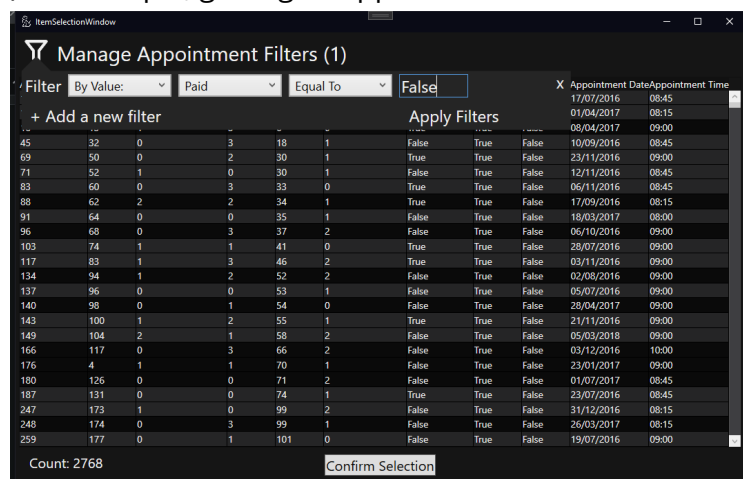 ItemSelectionWindow
Manage Appointment Filters (1)
Filter By Value: Paid Equal To False X Appointment Date Appointment Time
17/07/2016 08:45
+ Add a new filter Apply Filters 01/04/2017 08:15
False 08/04/2017 09:00
45 32 0 3 18 1 False True False 10/09/2016 08:45
69 50 0 2 30 1 True True False 23/11/2016 09:00
71 52 1 0 30 1 False True False 12/11/2016 08:45
83 60 0 3 33 0 True True False 06/11/2016 08:45
88 62 2 2 34 1 True True False 17/09/2016 08:15
91 64 0 0 35 1 False True False 18/03/2017 08:00
96 68 0 3 37 2 False True False 06/10/2016 09:00
103 74 1 1 41 0 True True False 28/07/2016 09:00
117 83 1 3 46 2 True True False 03/11/2016 09:00
134 94 1 2 52 2 False True False 02/08/2016 09:00
137 96 0 0 53 1 False True False 05/07/2016 09:00
140 98 0 1 54 0 False True False 28/04/2017 09:00
143 100 1 2 55 1 True True False 21/11/2016 09:00
149 104 2 1 58 2 False True False 05/03/2018 09:00
166 117 0 3 66 2 False True False 03/12/2016 10:00
176 4 1 1 70 1 False True False 23/01/2017 09:00
180 126 0 0 71 2 False True False 01/07/2017 08:45
187 131 0 0 74 1 True True False 23/07/2016 08:45
247 173 1 0 99 2 False True False 31/12/2016 08:15
248 174 0 3 99 1 False True False 26/03/2017 08:15
259 177 0 1 101 0 False True False 19/07/2016 09:00
Count: 2768 Confirm Selection